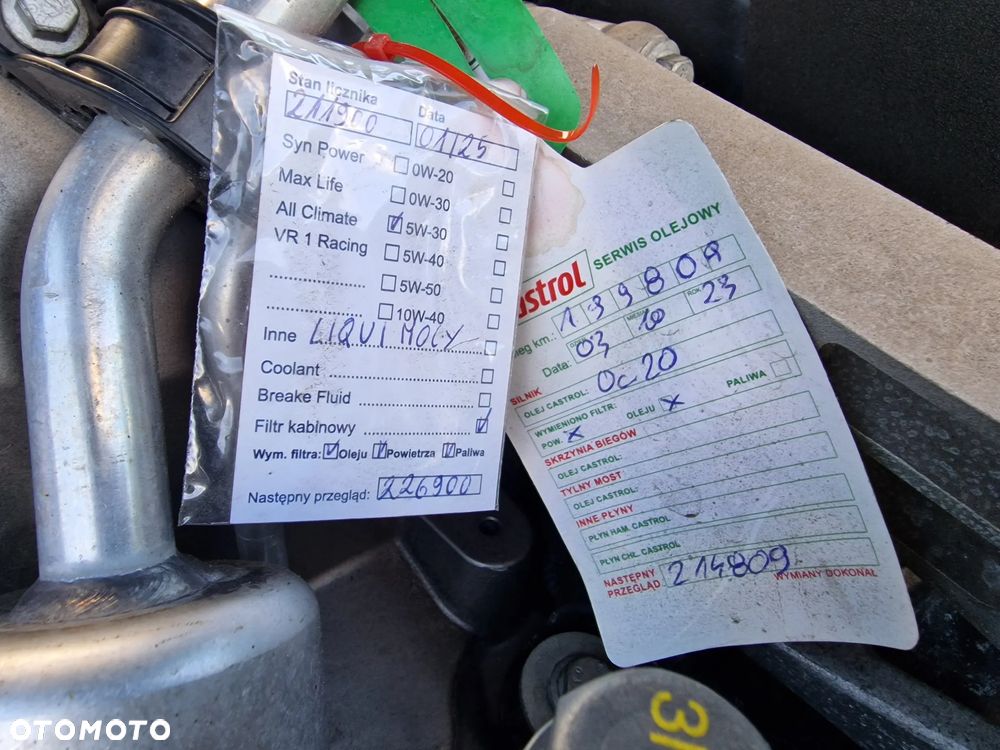 Stan licznika Data
211900 01/25
Syn Power 0W-20
Max Life 0W-30
All Climate 5W-30
VR 1 Racing 5W-40
5W-50
10W-40
Inne LIQUI MOLY
Coolant
Breake Fluid
Filtr kabinowy
Wym. filtra: Oleju Powietrza Paliwa
Następny przegląd: 226900
SERWIS OLEJOWY
Data: 03 10 23
SILNIK
OLEJ CASTROL:
WYMIENIONO FILTR:
POW. x OLEJU x PALIWA
SKRZYNIA BIEGÓW
OLEJ CASTROL:
TYLNY MOST
OLEJ CASTROL:
INNE PŁYNY
PŁYN HAM. CASTROL
PŁYN CHŁ. CASTROL
NASTĘPNY PRZEGLĄD 214809
WYMIANY DOKONAŁ
31
OTOMOTO